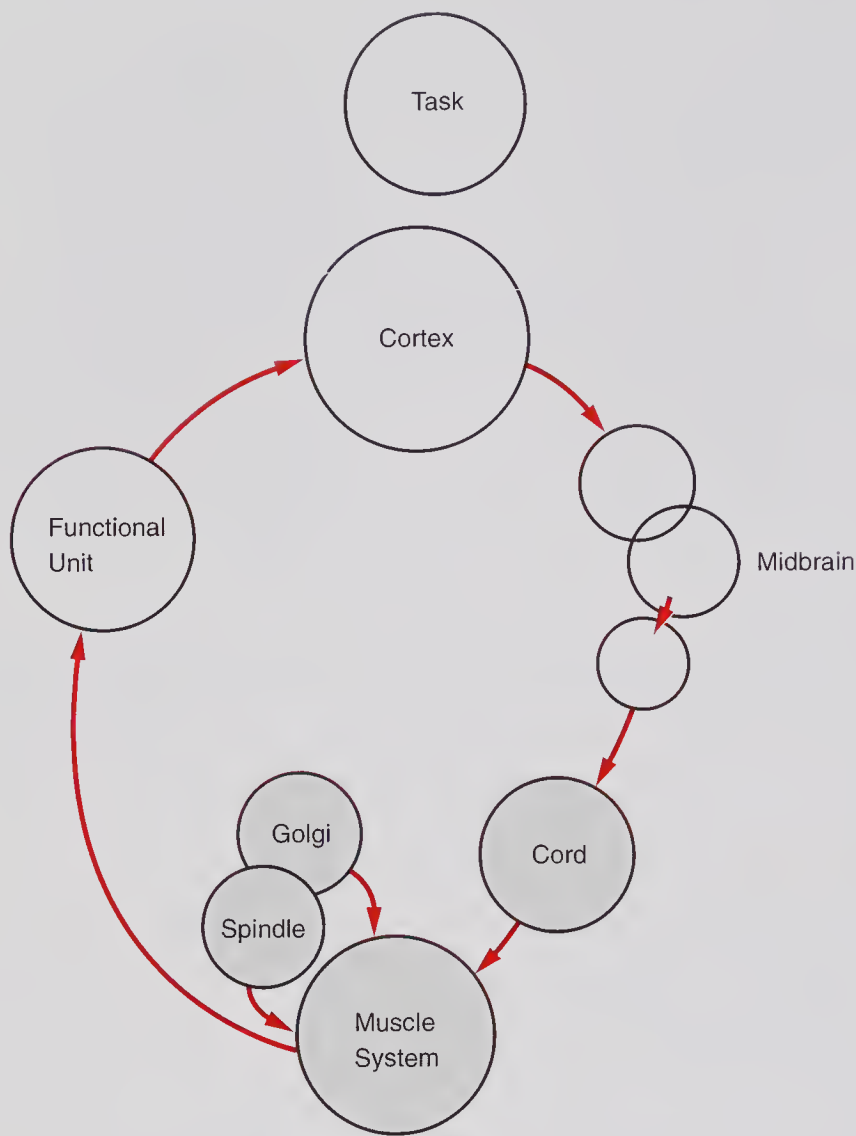 Task
Cortex
Functional
Unit
Midbrain
Golgi
Cord
Spindle
Muscle
System